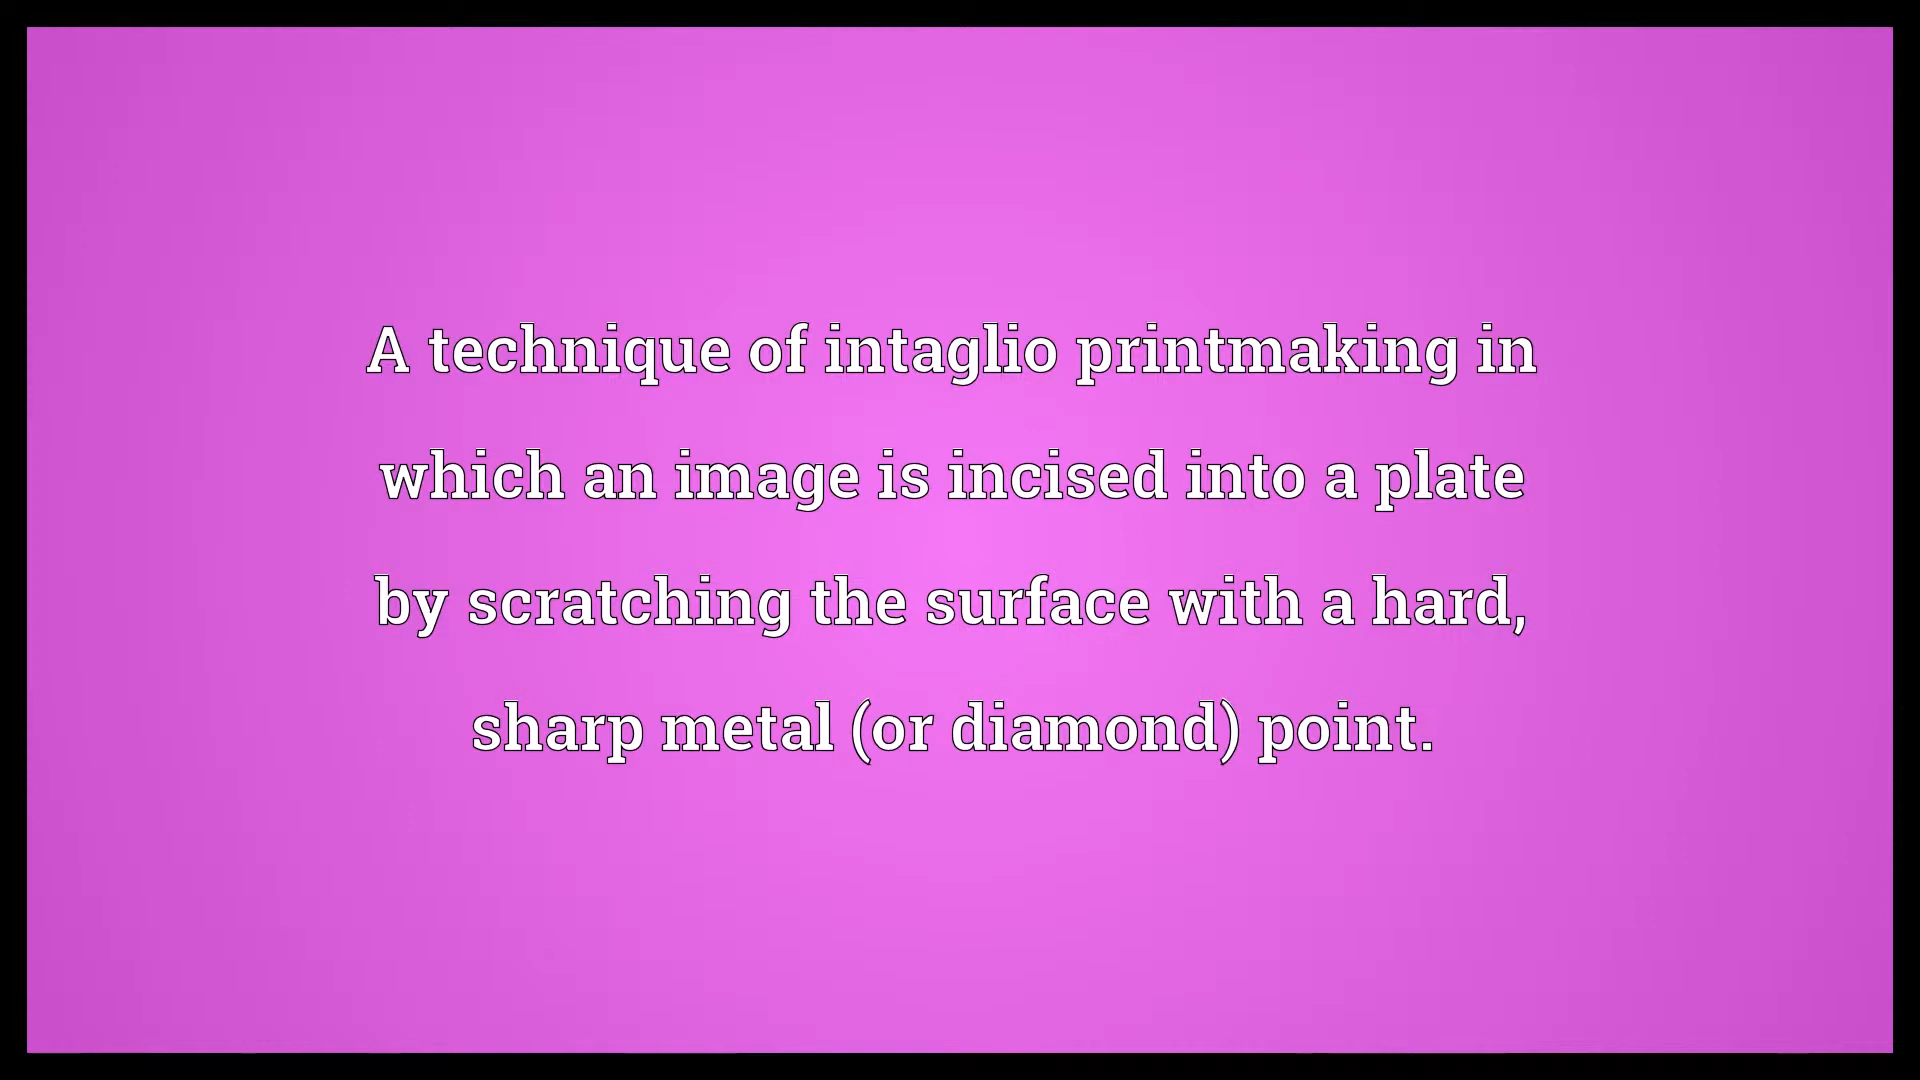 A technique of intaglio printmaking in
which an image is incised into a plate
by scratching the surface with a hard,
sharp metal (or diamond) point.